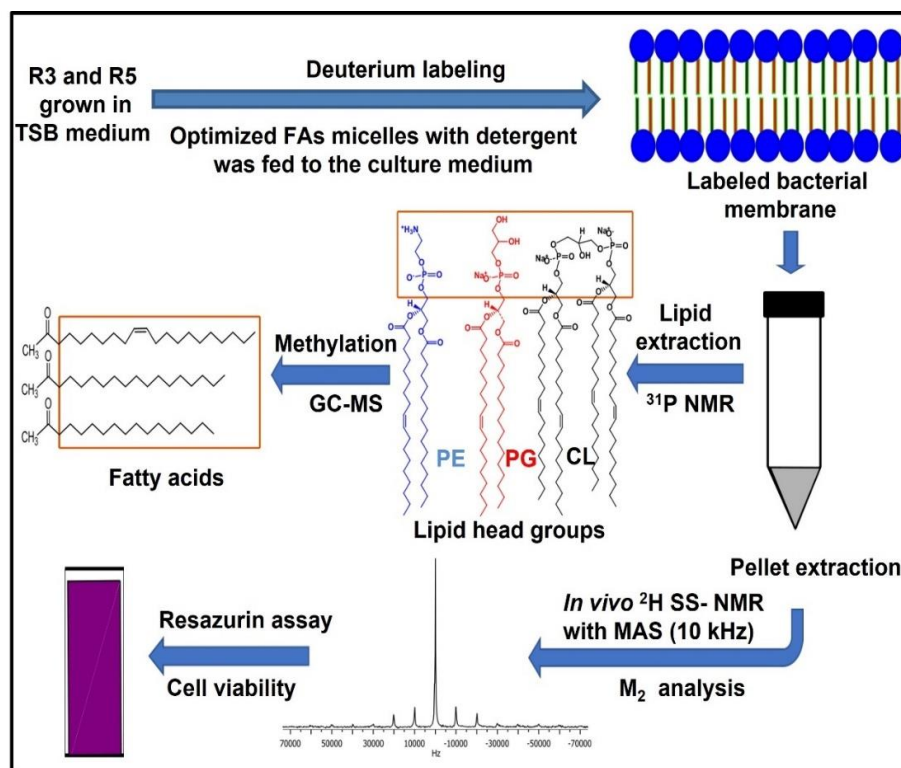 R3 and R5
grown in
TSB medium
Deuterium labeling
Optimized FAs micelles with detergent
was fed to the culture medium
Labeled bacterial
membrane
Lipid
extraction
³¹P NMR
PE
PG
CL
Lipid head groups
Methylation
GC-MS
CH₃
CH₃
CH₃
Fatty acids
Pellet extraction
In vivo ²H SS- NMR
with MAS (10 kHz)
M₂ analysis
70000 50000 30000 10000 -10000 -30000 -50000 -70000
Hz
Resazurin assay
Cell viability